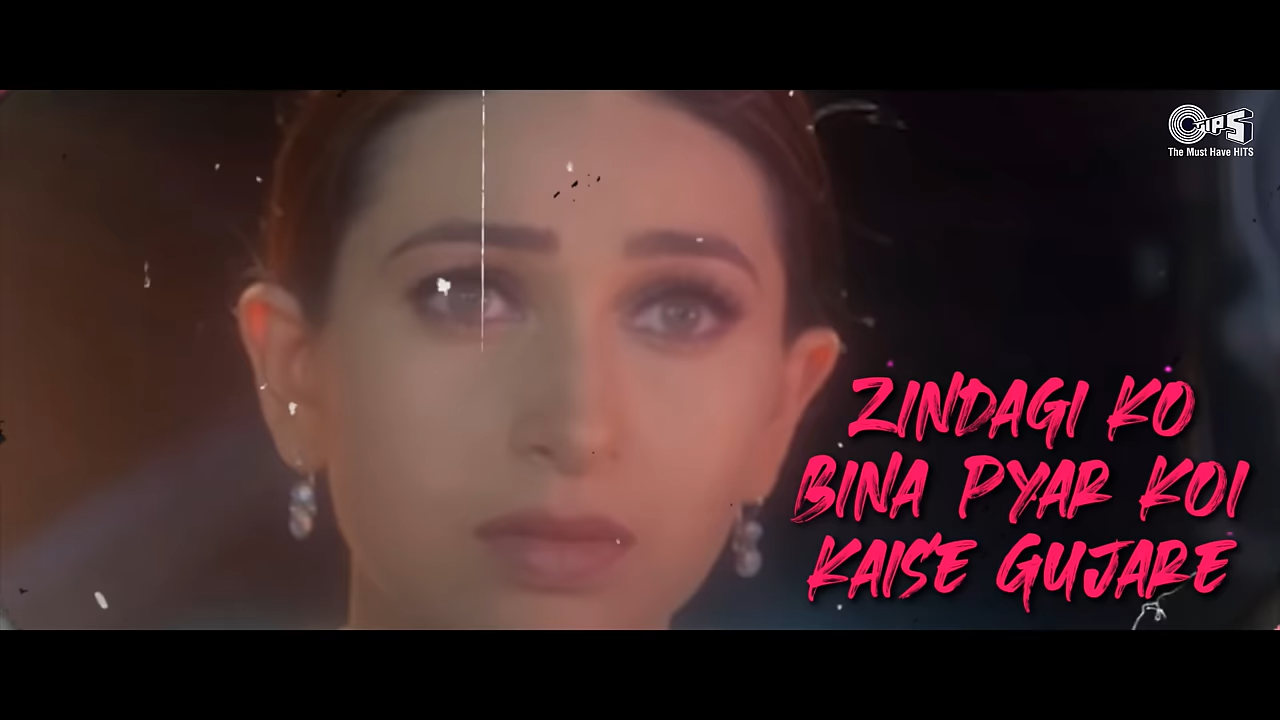 TIPS
The Must Have HITS
ZINDAGI KO
BINA PYAR KOI
KAISE GUJARE